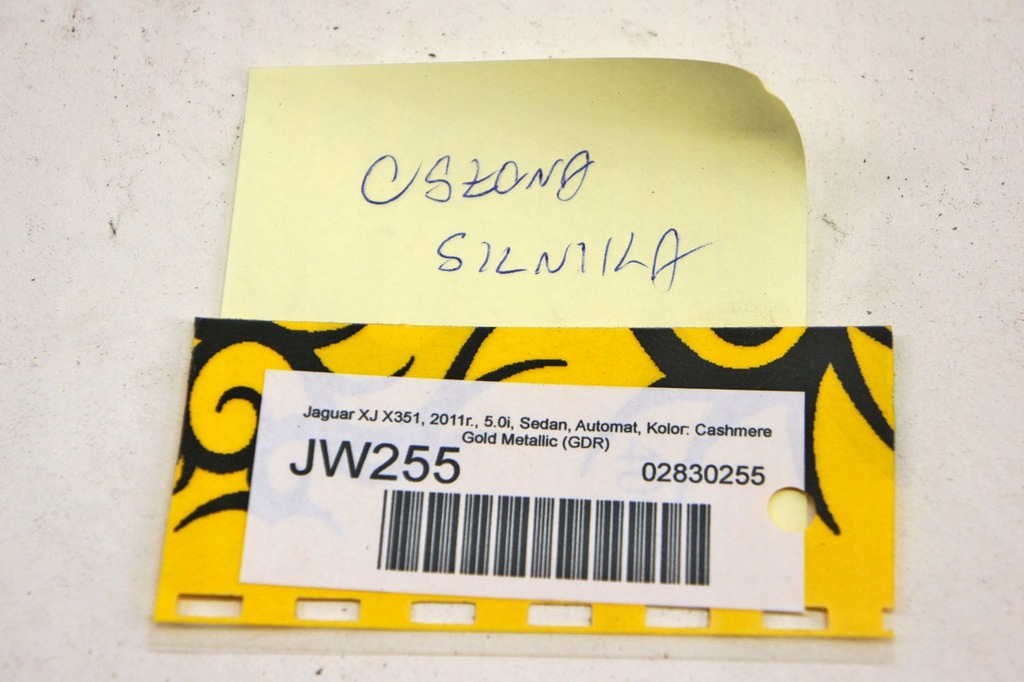 OSŁONA
SILNIKA
Jaguar XJ X351, 2011r., 5.0i, Sedan, Automat, Kolor: Cashmere
Gold Metallic (GDR)
JW255 02830255